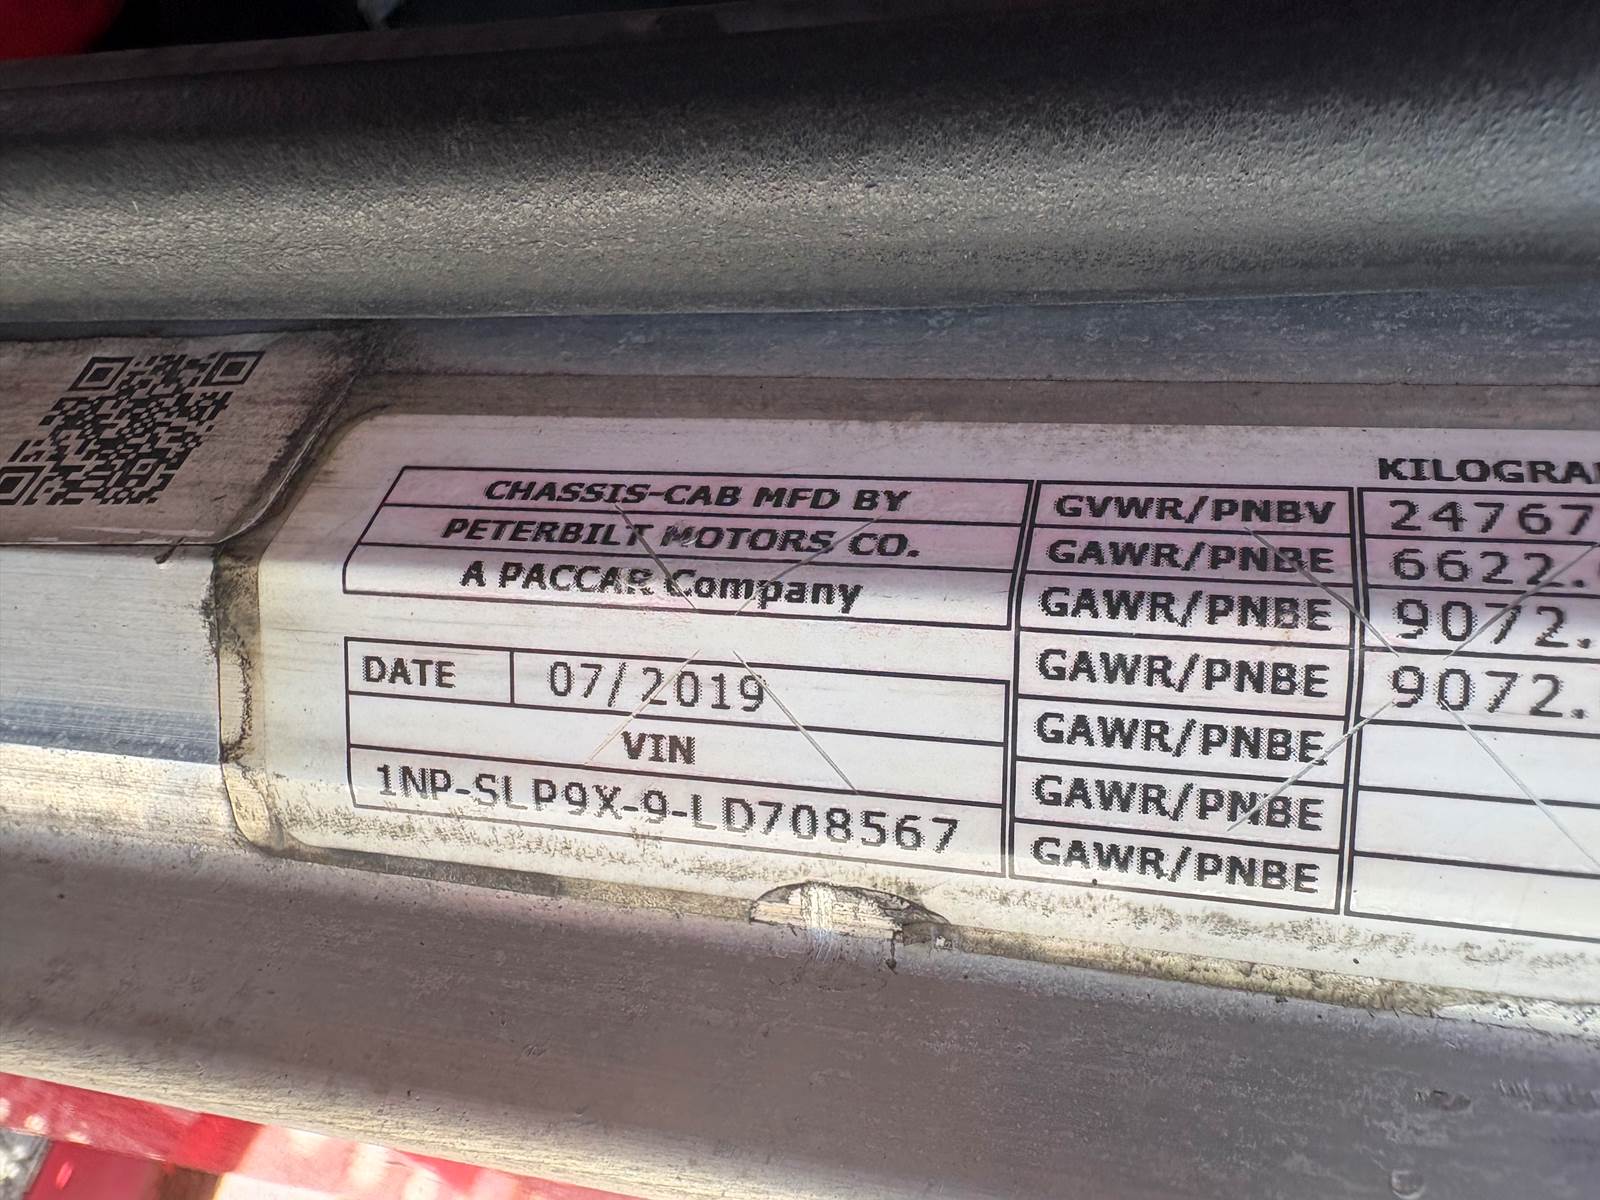 CHASSIS-CAB MFD BY
PETERBILT MOTORS CO.
A PACCAR Company
DATE 07/2019
VIN
1NP-SLP9X-9-LD708567
KILOGRA
GVWR/PNBV 24767
GAWR/PNBE 6622.
GAWR/PNBE 9072.
GAWR/PNBE 9072.
GAWR/PNBE
GAWR/PNBE
GAWR/PNBE